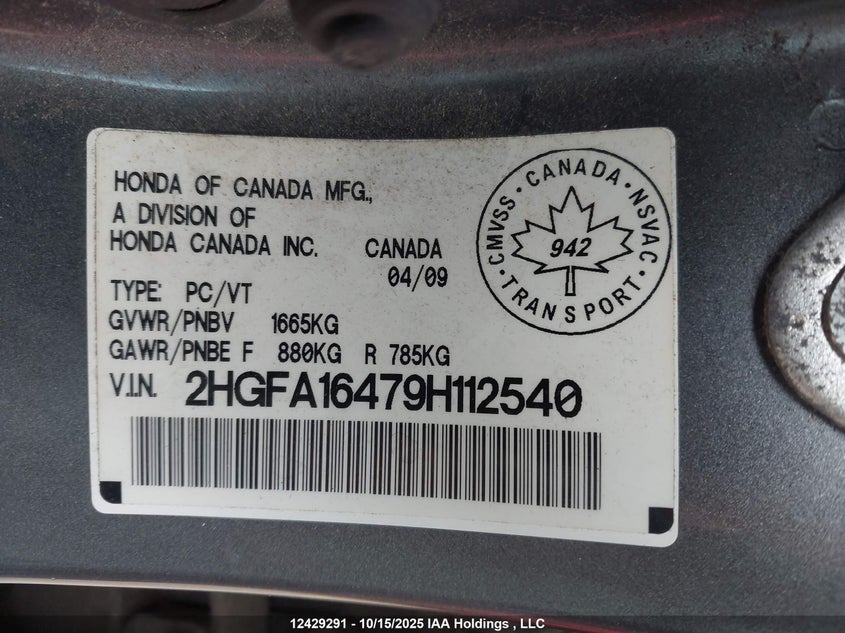 HONDA OF CANADA MFG.,
A DIVISION OF
HONDA CANADA INC. CANADA
04/09
TYPE: PC/VT
GVWR/PNBV 1665KG
GAWR/PNBE F 880KG R 785KG
V.I.N. 2HGFA16479H112540
CMVSS · CANADA · NSVAC · TRANSPORT ·
942
12429291 - 10/15/2025 IAA Holdings , LLC